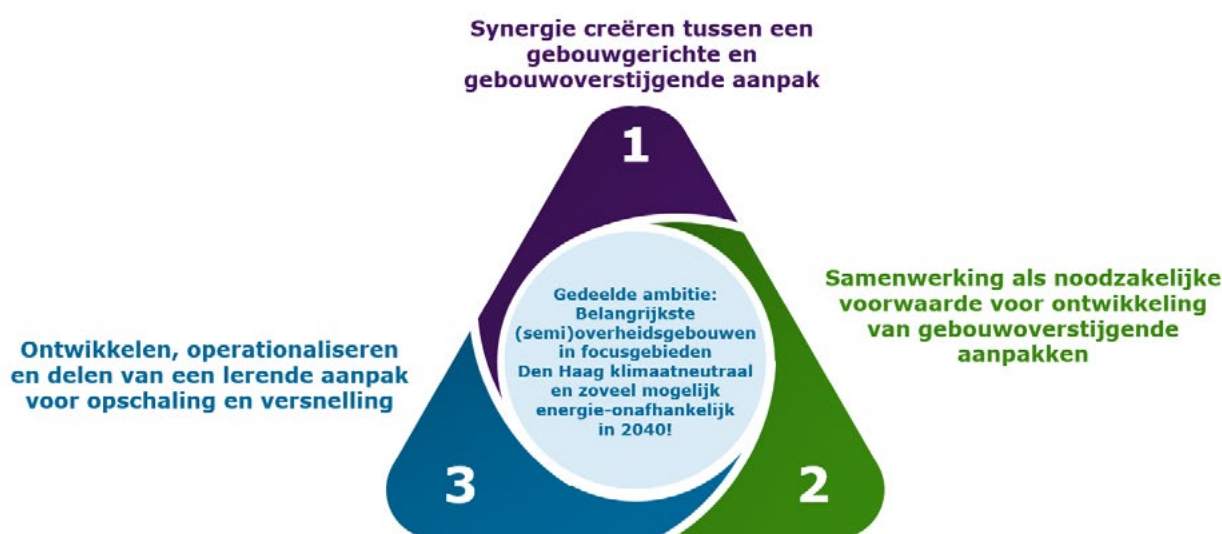 Synergie creëren tussen een
gebouwgerichte en
gebouwoverstijgende aanpak
1
Gedeelde ambitie:
Belangrijkste
(semi)overheidsgebouwen
in focusgebieden
Den Haag klimaatneutraal
en zoveel mogelijk
energie-onafhankelijk
in 2040!
Samenwerking als noodzakelijke
voorwaarde voor ontwikkeling
van gebouwoverstijgende
aanpakken
Ontwikkelen, operationaliseren
en delen van een lerende aanpak
voor opschaling en versnelling
3
2